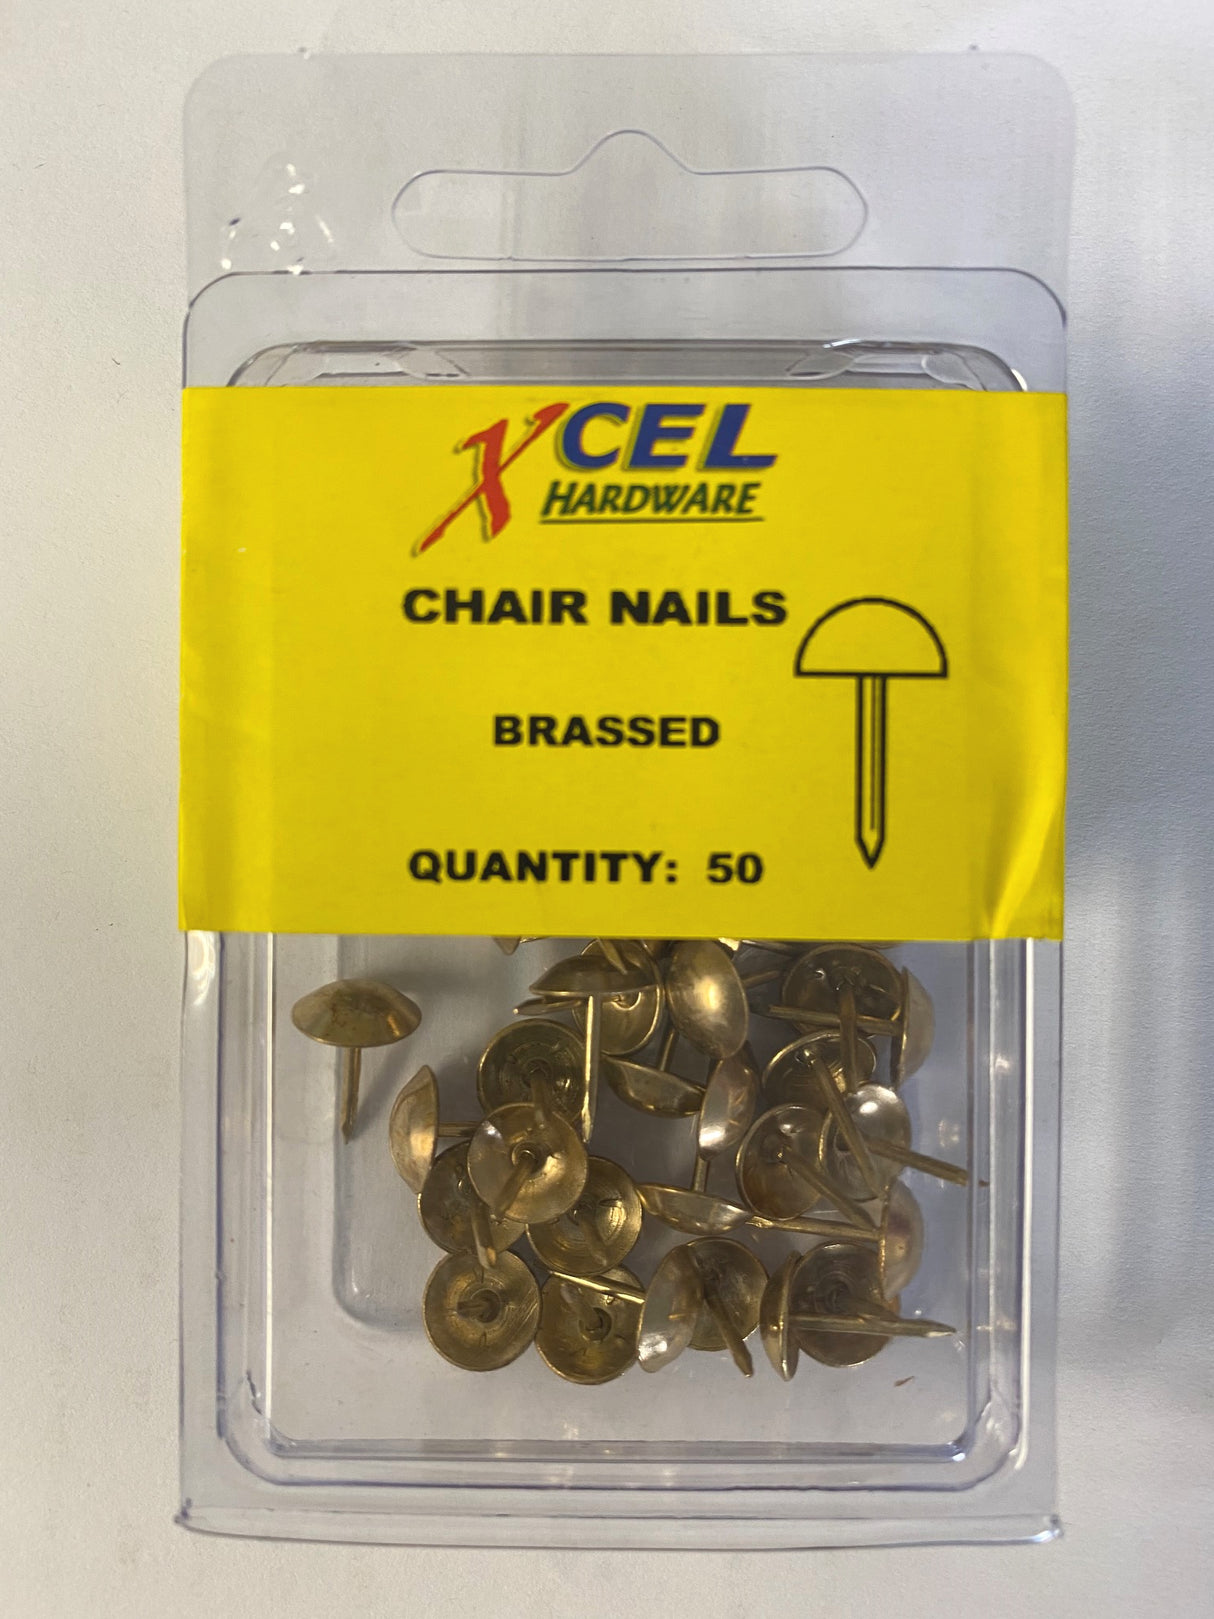 XCEL
HARDWARE
CHAIR NAILS
BRASSED
QUANTITY: 50